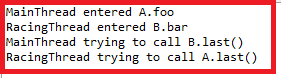 MainThread entered A.foo
RacingThread entered B.bar
MainThread trying to call B.last()
RacingThread trying to call A.last()